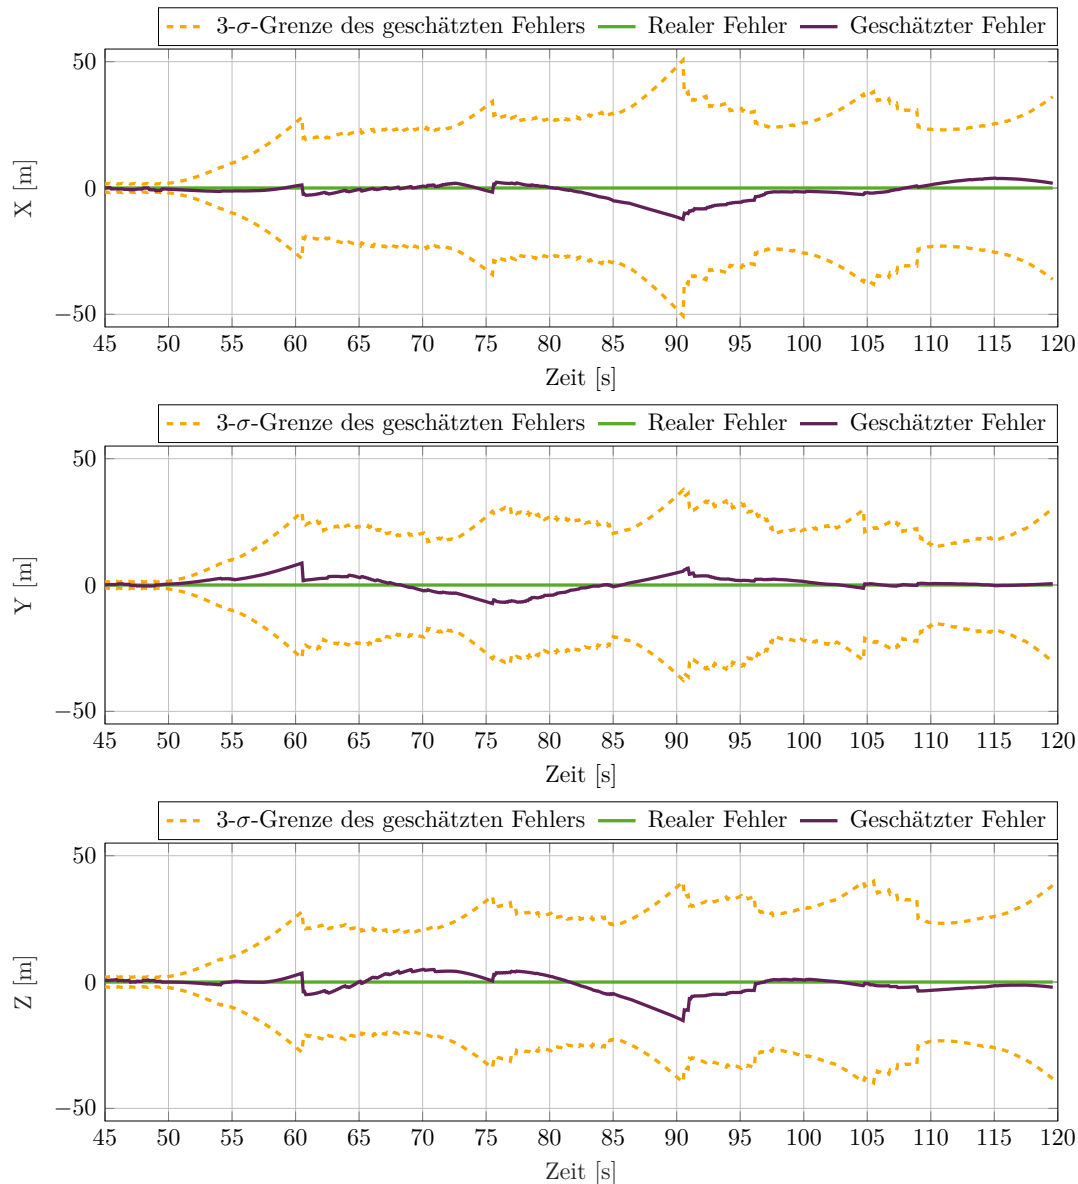 3-σ-Grenze des geschätzten Fehlers Realer Fehler Geschätzter Fehler
50
0
−50
X [m]
45 50 55 60 65 70 75 80 85 90 95 100 105 110 115 120
Zeit [s]
3-σ-Grenze des geschätzten Fehlers Realer Fehler Geschätzter Fehler
50
0
−50
Y [m]
45 50 55 60 65 70 75 80 85 90 95 100 105 110 115 120
Zeit [s]
3-σ-Grenze des geschätzten Fehlers Realer Fehler Geschätzter Fehler
50
0
−50
Z [m]
45 50 55 60 65 70 75 80 85 90 95 100 105 110 115 120
Zeit [s]